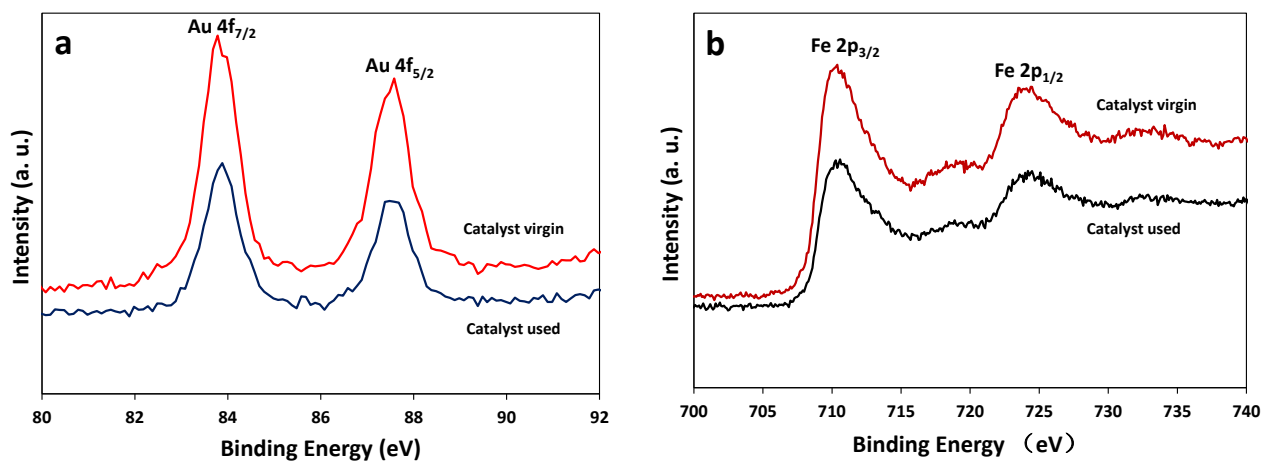 a
Au 4f7/2
Au 4f5/2
Catalyst virgin
Catalyst used
Intensity (a. u.)
80 82 84 86 88 90 92
Binding Energy (eV)
b
Fe 2p3/2
Fe 2p1/2
Catalyst virgin
Catalyst used
Intensity (a. u.)
700 705 710 715 720 725 730 735 740
Binding Energy （eV）